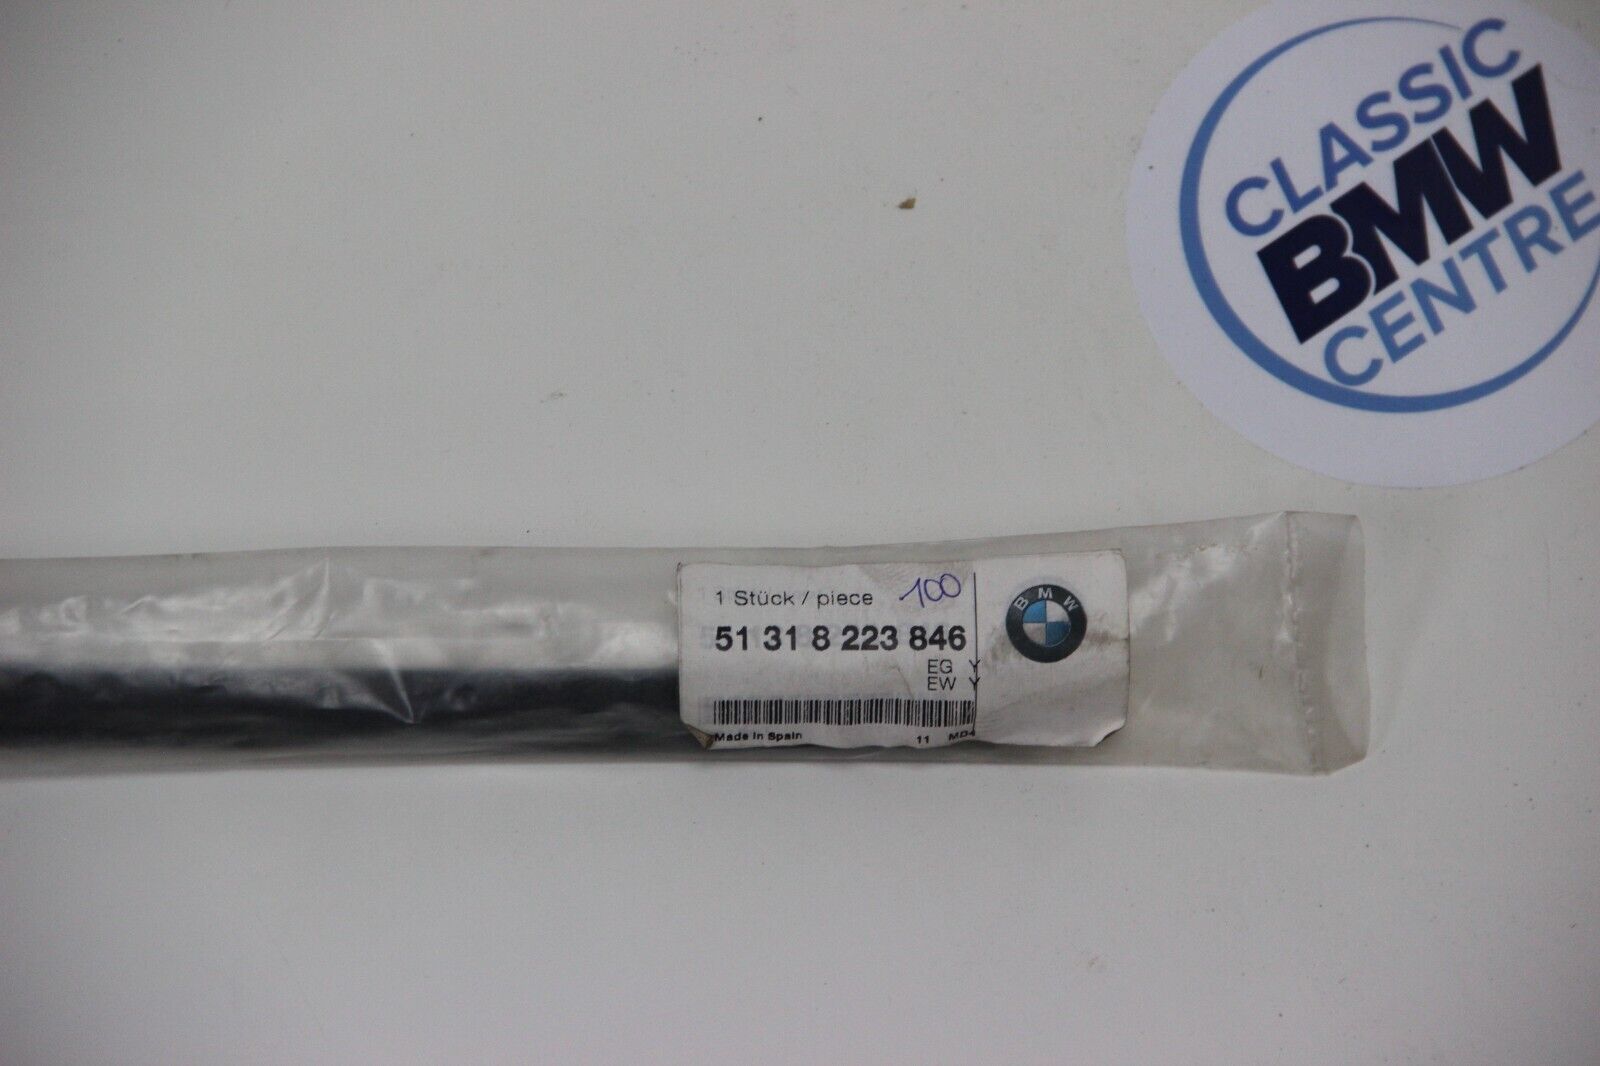 CLASSIC
BMW
CENTRE
1 Stück / piece 100
51 31 8 223 846
EG Y
EW Y
Made in Spain 11
BMW